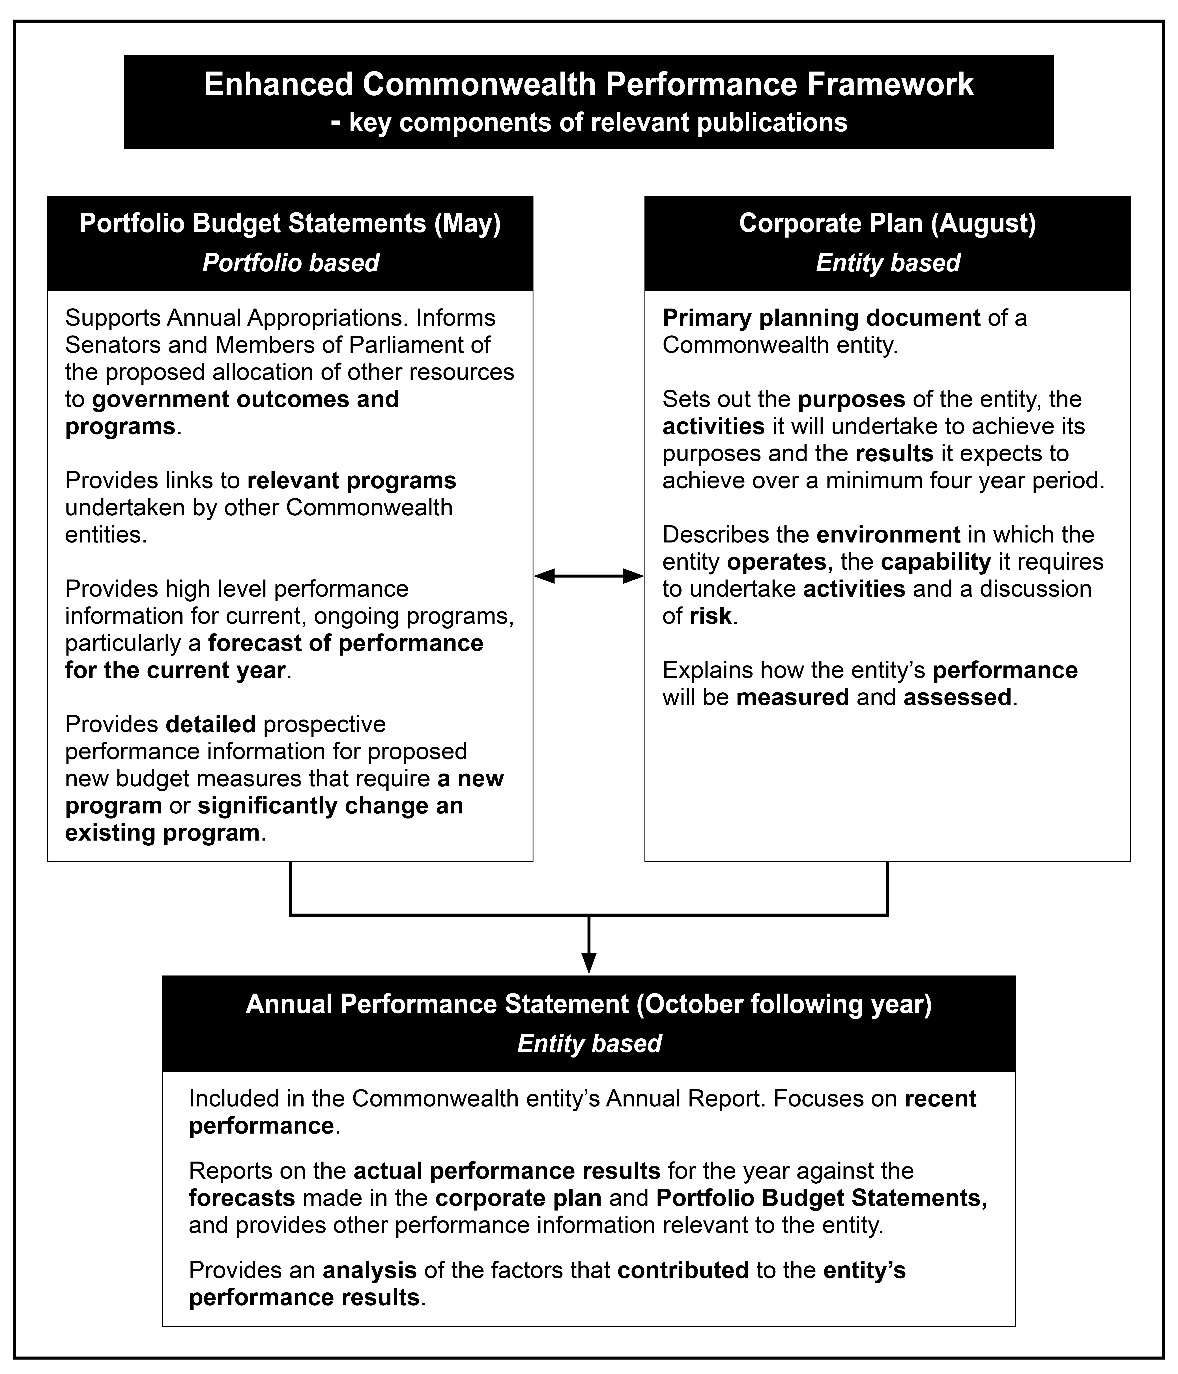 Enhanced Commonwealth Performance Framework
- key components of relevant publications
Portfolio Budget Statements (May)
Portfolio based
Supports Annual Appropriations. Informs
Senators and Members of Parliament of
the proposed allocation of other resources
to government outcomes and
programs.
Provides links to relevant programs
undertaken by other Commonwealth
entities.
Provides high level performance
information for current, ongoing programs,
particularly a forecast of performance
for the current year.
Provides detailed prospective
performance information for proposed
new budget measures that require a new
program or significantly change an
existing program.
Corporate Plan (August)
Entity based
Primary planning document of a
Commonwealth entity.
Sets out the purposes of the entity, the
activities it will undertake to achieve its
purposes and the results it expects to
achieve over a minimum four year period.
Describes the environment in which the
entity operates, the capability it requires
to undertake activities and a discussion
of risk.
Explains how the entity’s performance
will be measured and assessed.
Annual Performance Statement (October following year)
Entity based
Included in the Commonwealth entity’s Annual Report. Focuses on recent
performance.
Reports on the actual performance results for the year against the
forecasts made in the corporate plan and Portfolio Budget Statements,
and provides other performance information relevant to the entity.
Provides an analysis of the factors that contributed to the entity’s
performance results.